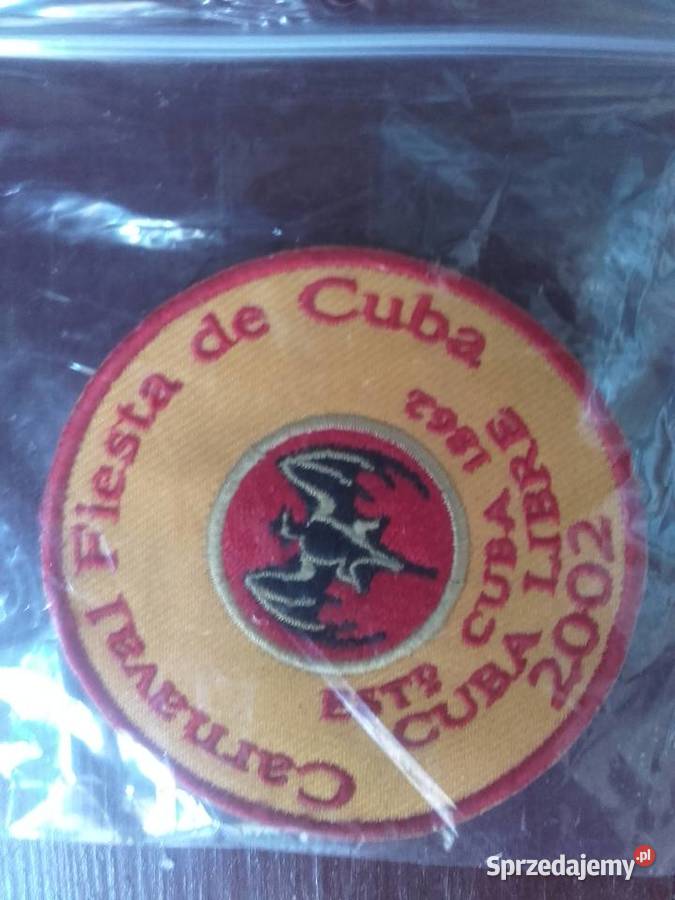 Carnaval Fiesta de Cuba
ESTD CUBA 1862
CUBA LIBRE
2002
Sprzedajemy.pl